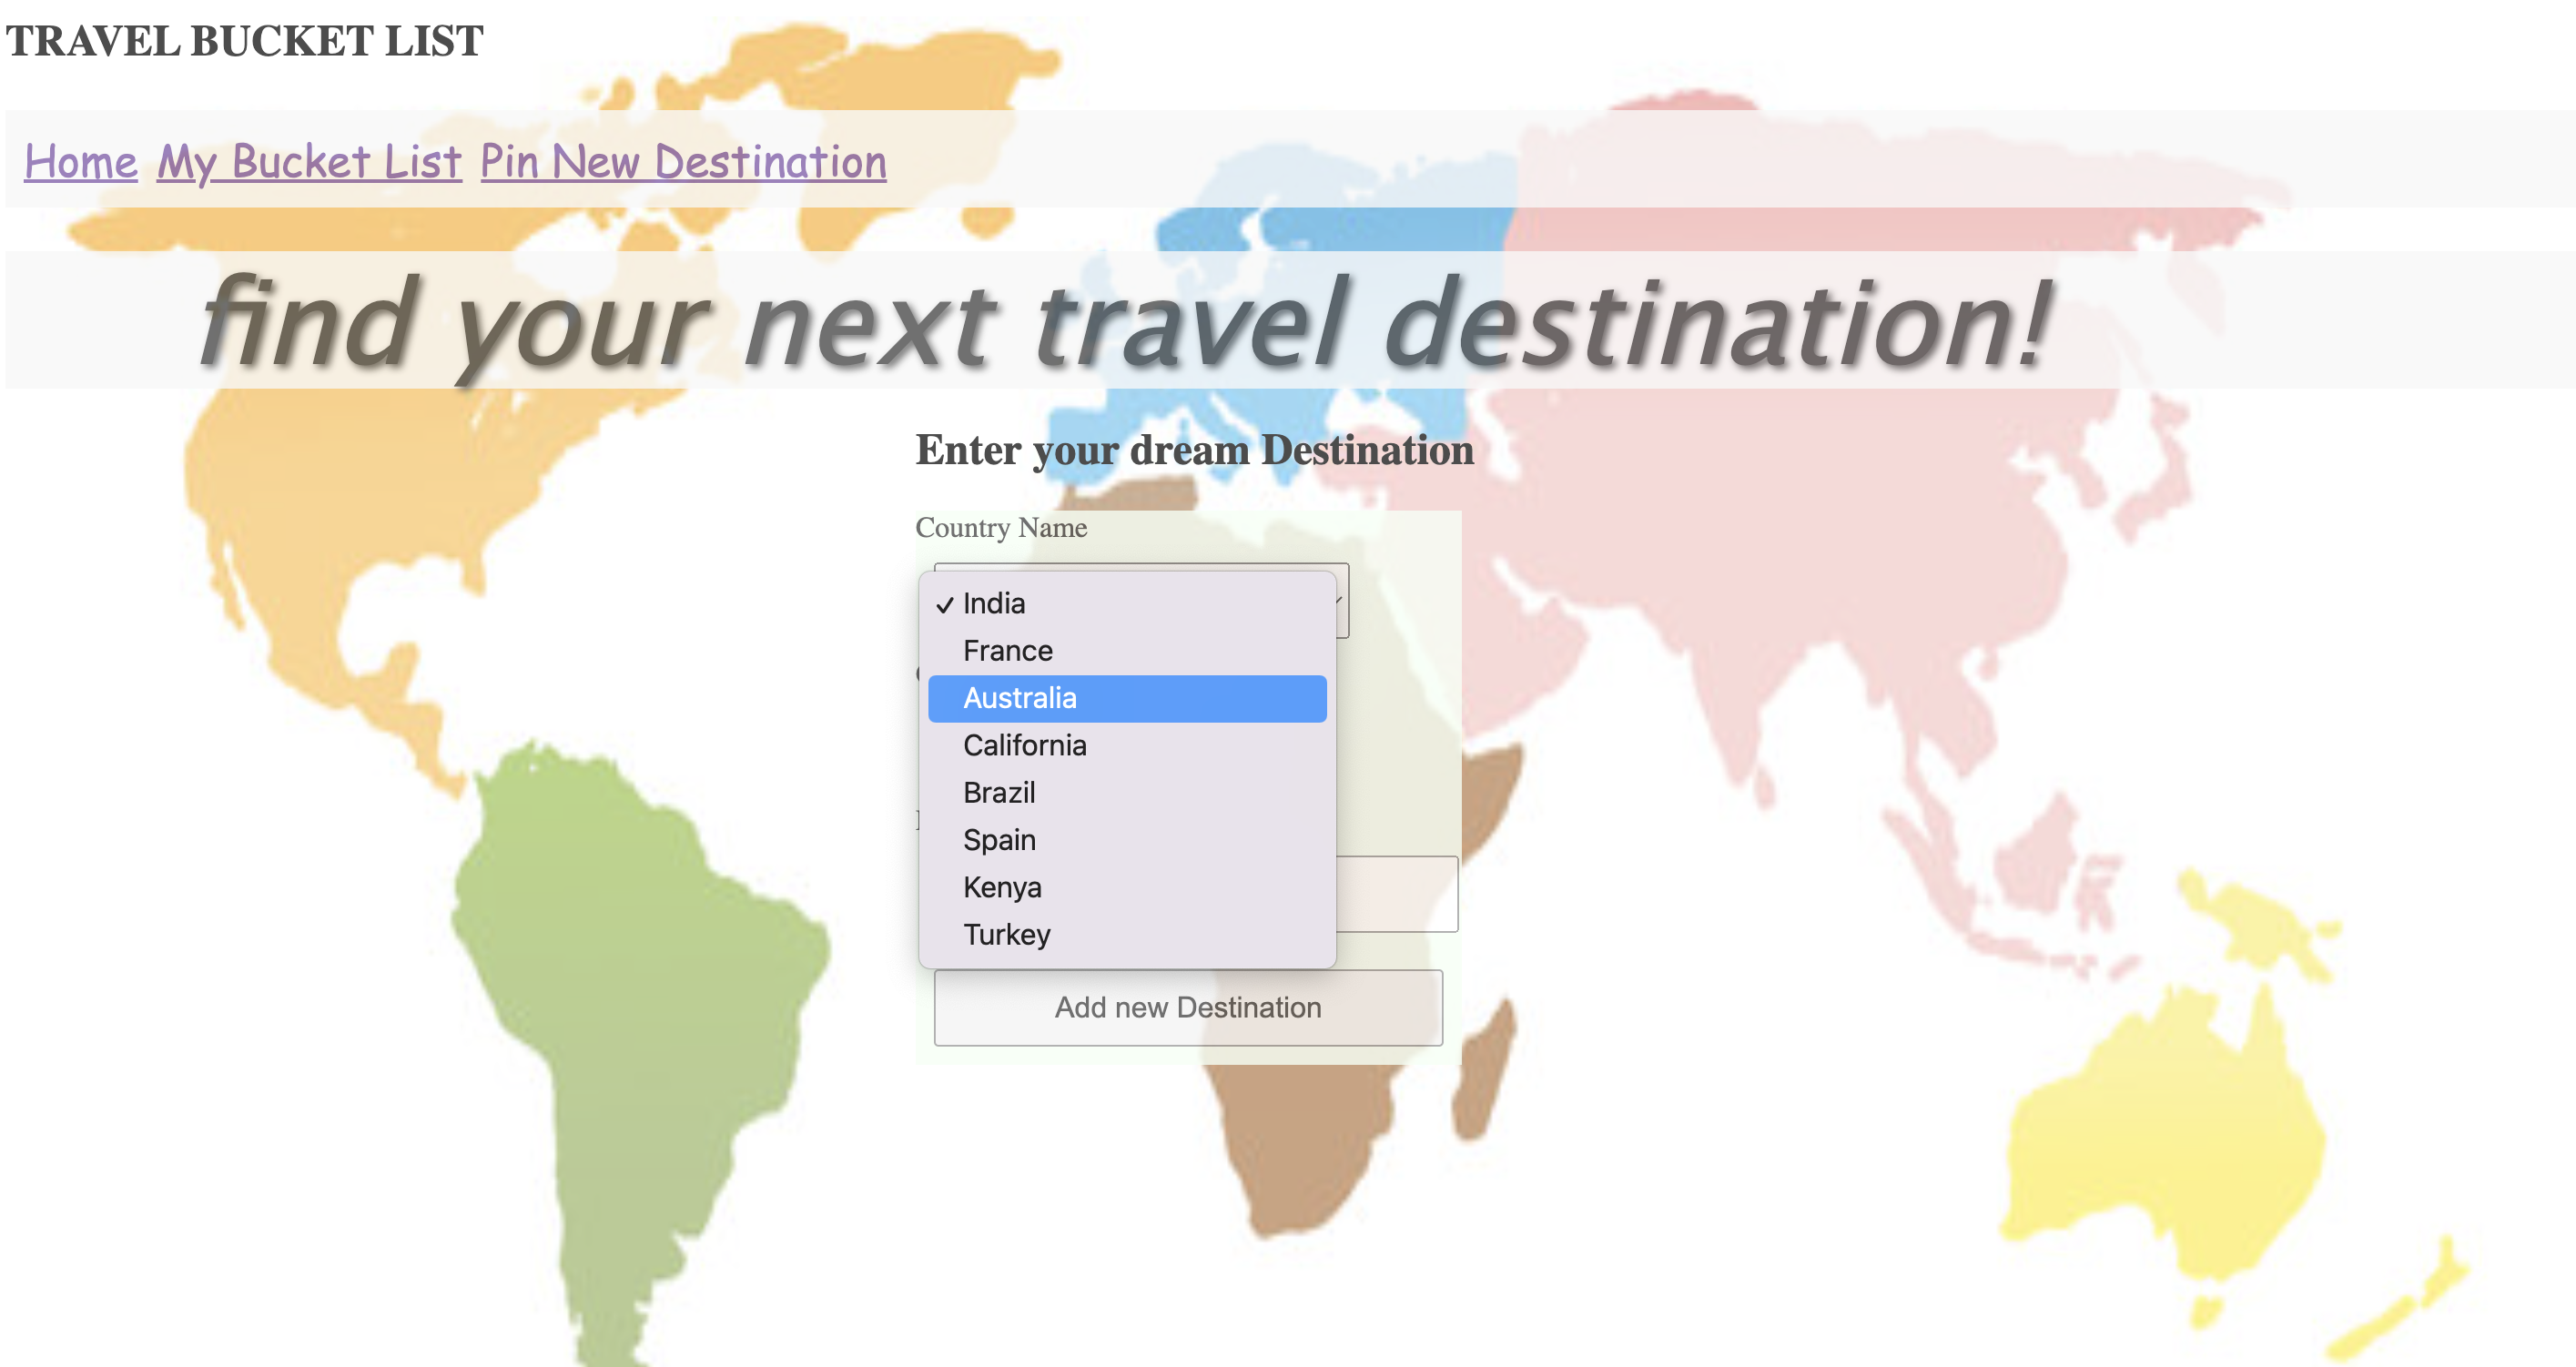 TRAVEL BUCKET LIST
Home My Bucket List Pin New Destination
find your next travel destination!
Enter your dream Destination
Country Name
✓ India
France
Australia
California
Brazil
Spain
Kenya
Turkey
Add new Destination